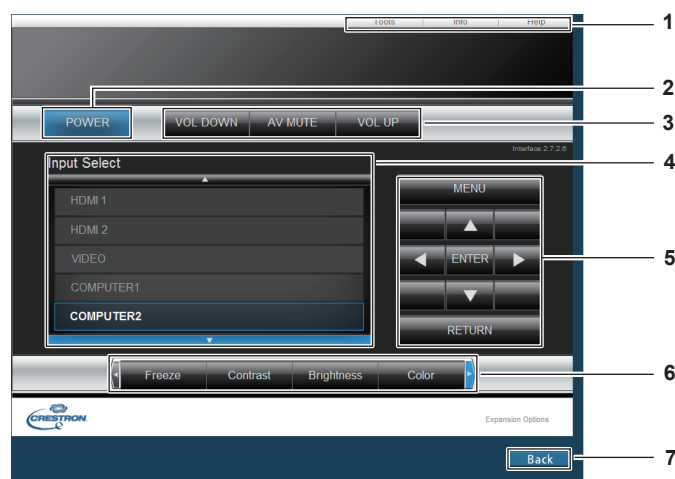 Tools Info Help 1
2
POWER VOL DOWN AV MUTE VOL UP 3
Interface 2.7.2.6
Input Select 4
HDMI 1
HDMI 2
VIDEO
COMPUTER1
COMPUTER2
MENU
ENTER 5
RETURN
Freeze Contrast Brightness Color 6
CRESTRON
Expansion Options
Back 7